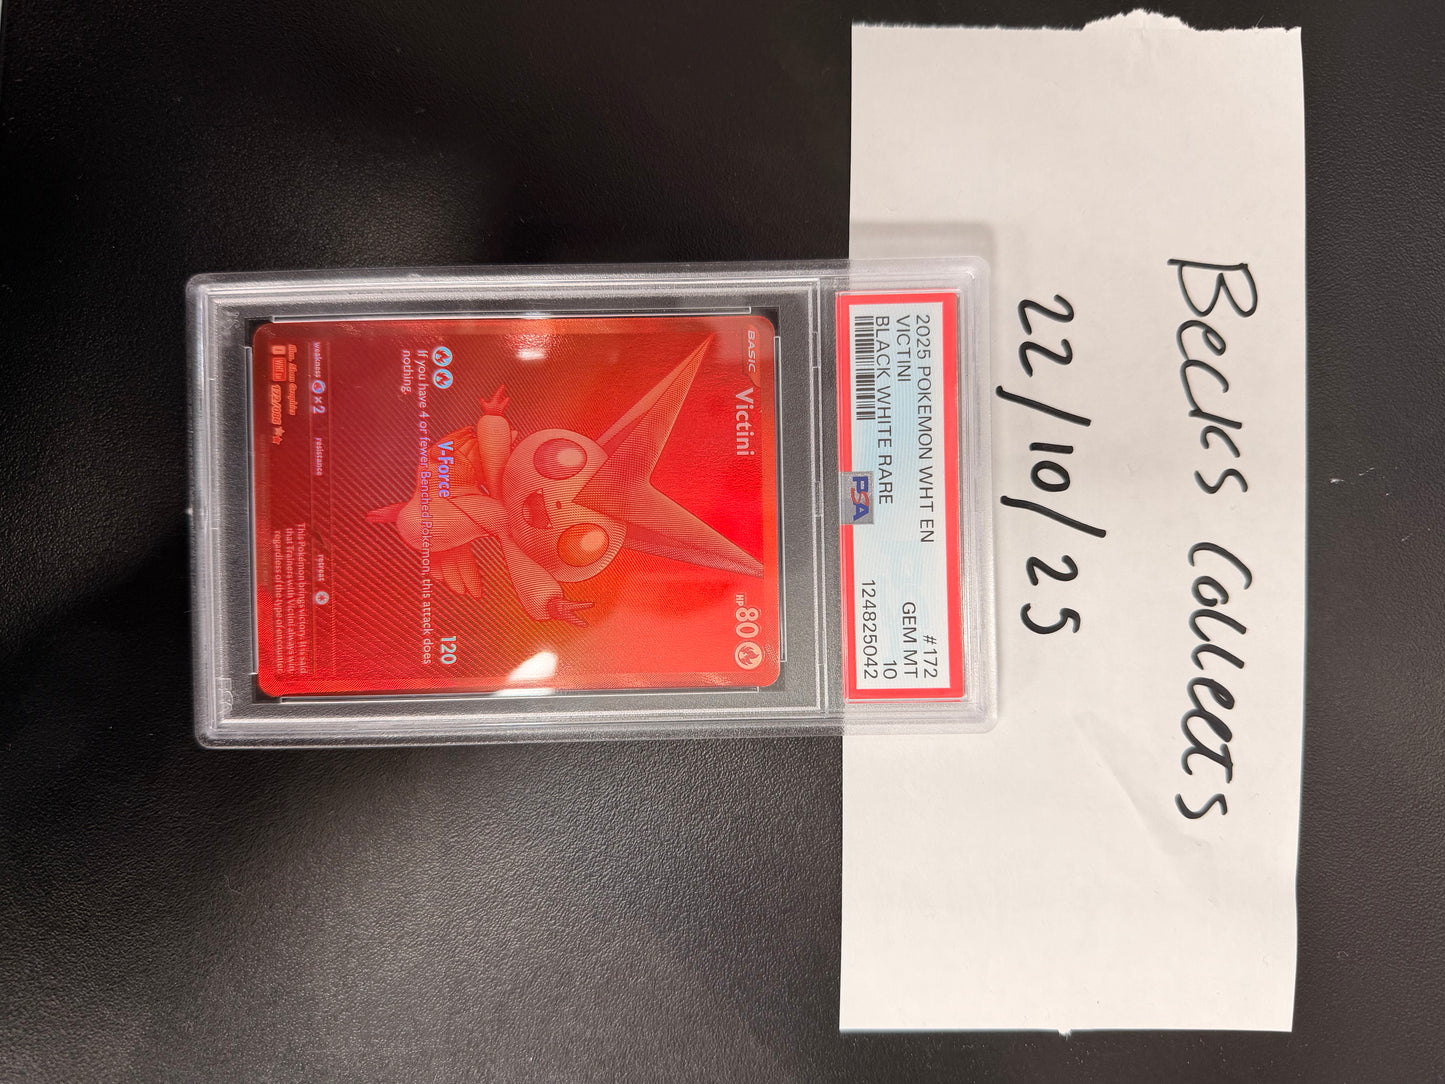 Becks Collects
22/10/25
2025 POKEMON WHT EN #172
VICTINI GEM MT
BLACK WHITE RARE 10
124825042
PSA
BASIC
Victini HP 80
V-Force 120
If you have 4 or fewer Benched Pokémon, this attack does
nothing.
weakness ×2 resistance retreat
172/086
This Pokémon brings victory. It is said
that Trainers with Victini always win,
regardless of the type of encounter.